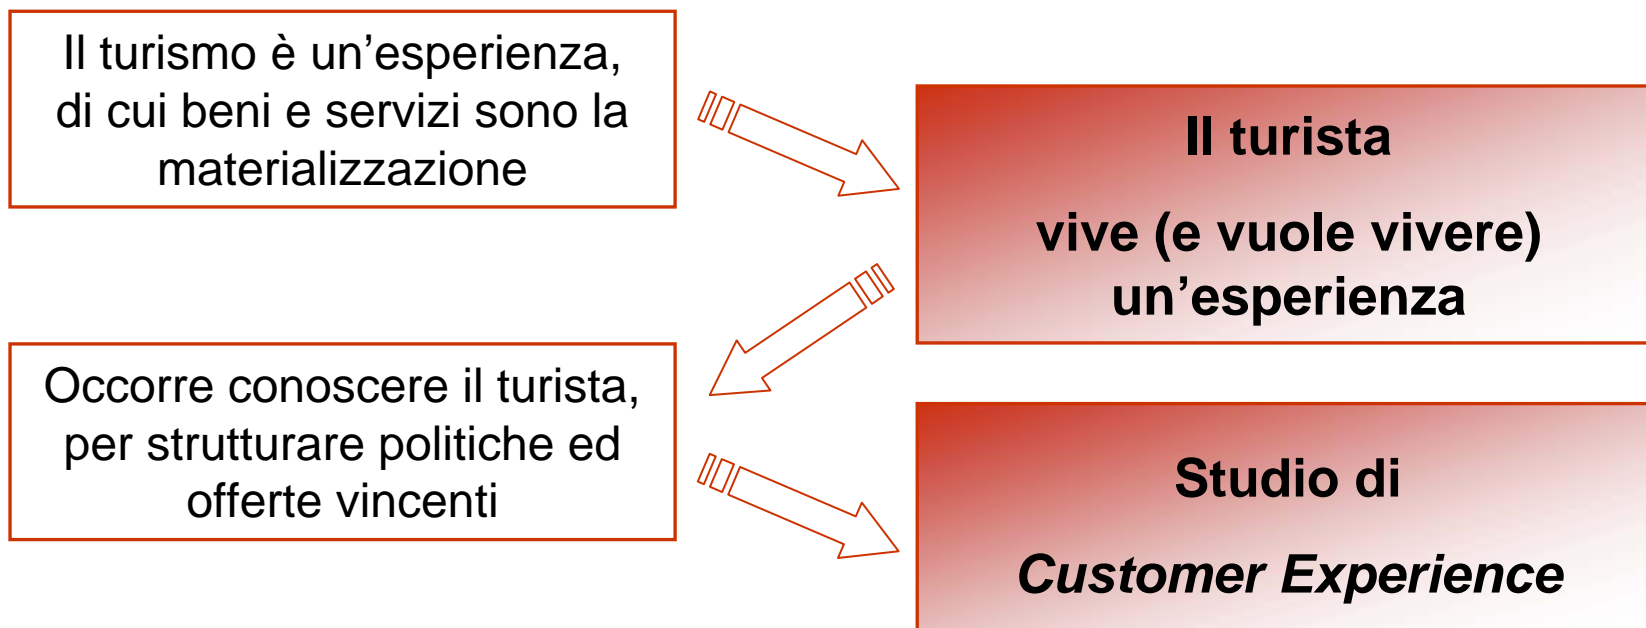 Il turismo è un’esperienza,
di cui beni e servizi sono la
materializzazione
Il turista
vive (e vuole vivere)
un’esperienza
Occorre conoscere il turista,
per strutturare politiche ed
offerte vincenti
Studio di
Customer Experience